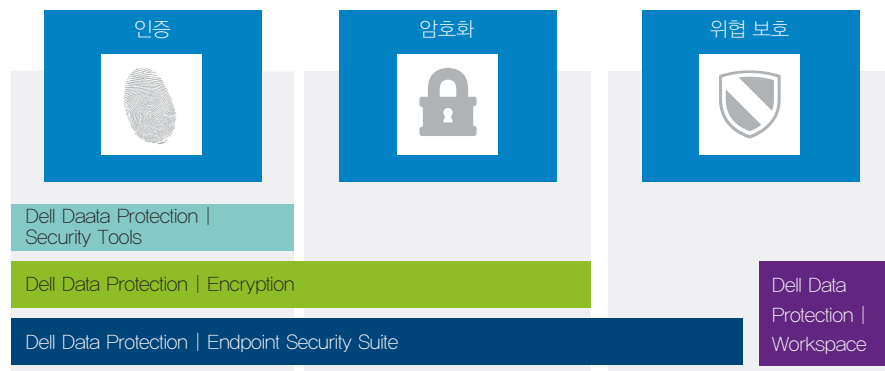 인증
암호화
위협 보호
Dell Daata Protection |
Security Tools
Dell Data Protection | Encryption
Dell Data Protection | Endpoint Security Suite
Dell Data
Protection |
Workspace